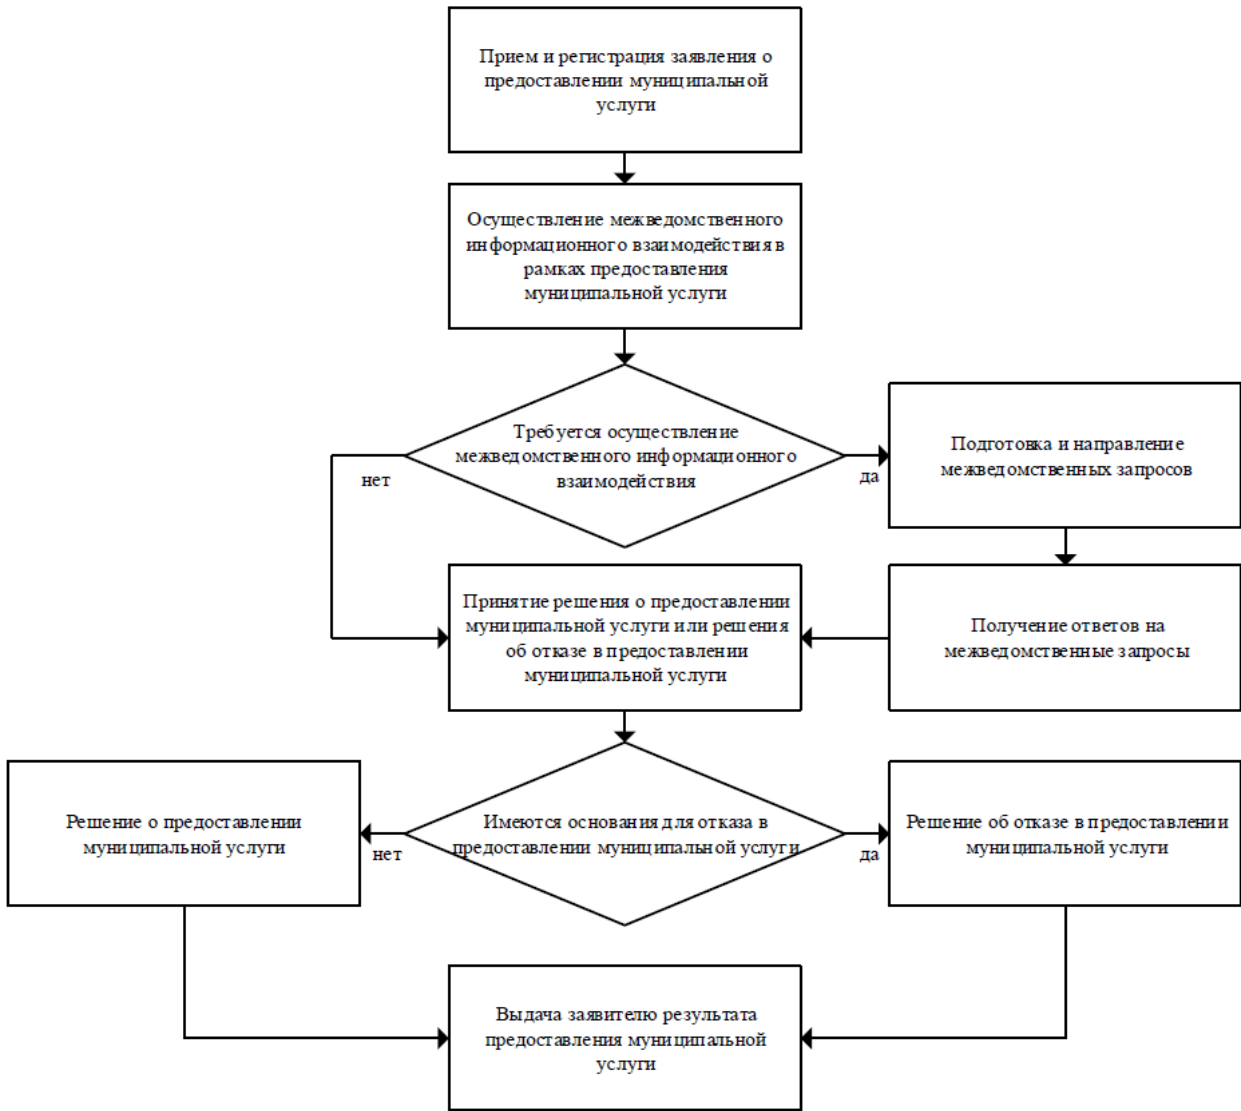 Прием и регистрация заявления о
предоставлении муниципальной
услуги
Осуществление межведомственного
информационного взаимодействия в
рамках предоставления
муниципальной услуги
Требуется осуществление
межведомственного информационного
взаимодействия
нет
да
Подготовка и направление
межведомственных запросов
Принятие решения о предоставлении
муниципальной услуги или решения
об отказе в предоставлении
муниципальной услуги
Получение ответов на
межведомственные запросы
Решение о предоставлении
муниципальной услуги
нет
Имеются основания для отказа в
предоставлении муниципальной услуги
да
Решение об отказе в предоставлении
муниципальной услуги
Выдача заявителю результата
предоставления муниципальной
услуги